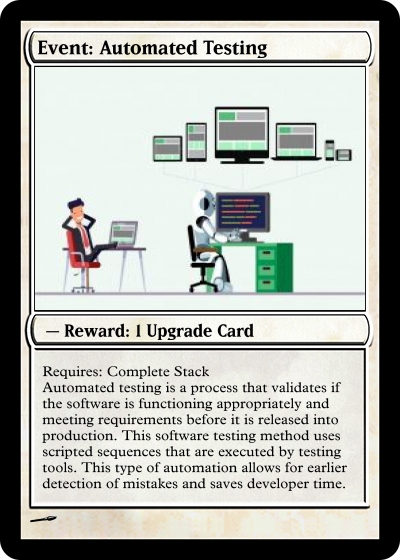 Event: Automated Testing
— Reward: 1 Upgrade Card
Requires: Complete Stack
Automated testing is a process that validates if
the software is functioning appropriately and
meeting requirements before it is released into
production. This software testing method uses
scripted sequences that are executed by testing
tools. This type of automation allows for earlier
detection of mistakes and saves developer time.